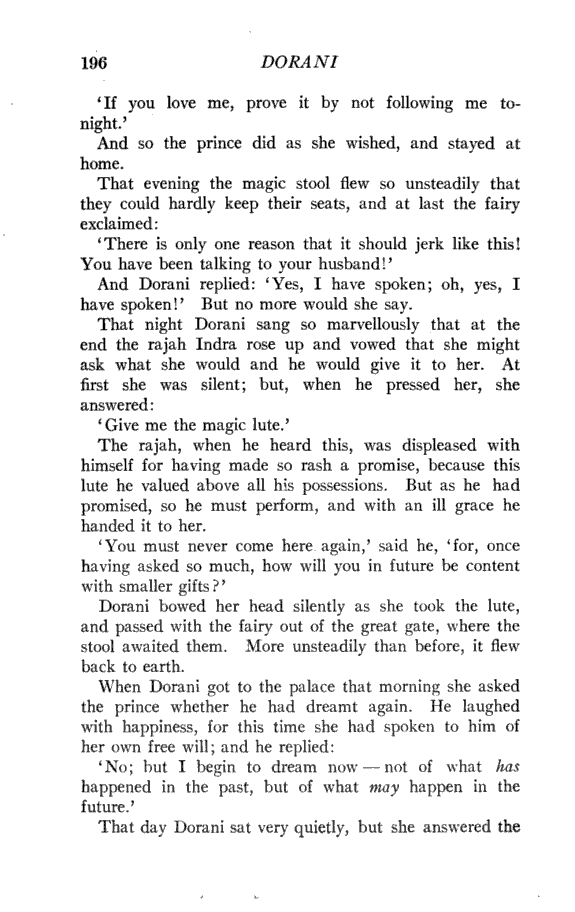 196 DORANI
'If you love me, prove it by not following me to-
night.'
And so the prince did as she wished, and stayed at
home.
That evening the magic stool flew so unsteadily that
they could hardly keep their seats, and at last the fairy
exclaimed:
'There is only one reason that it should jerk like this!
You have been talking to your husband!'
And Dorani replied: 'Yes, I have spoken; oh, yes, I
have spoken!' But no more would she say.
That night Dorani sang so marvellously that at the
end the rajah Indra rose up and vowed that she might
ask what she would and he would give it to her. At
first she was silent; but, when he pressed her, she
answered:
'Give me the magic lute.'
The rajah, when he heard this, was displeased with
himself for having made so rash a promise, because this
lute he valued above all his possessions. But as he had
promised, so he must perform, and with an ill grace he
handed it to her.
'You must never come here again,' said he, 'for, once
having asked so much, how will you in future be content
with smaller gifts?'
Dorani bowed her head silently as she took the lute,
and passed with the fairy out of the great gate, where the
stool awaited them. More unsteadily than before, it flew
back to earth.
When Dorani got to the palace that morning she asked
the prince whether he had dreamt again. He laughed
with happiness, for this time she had spoken to him of
her own free will; and he replied:
'No; but I begin to dream now — not of what has
happened in the past, but of what may happen in the
future.'
That day Dorani sat very quietly, but she answered the